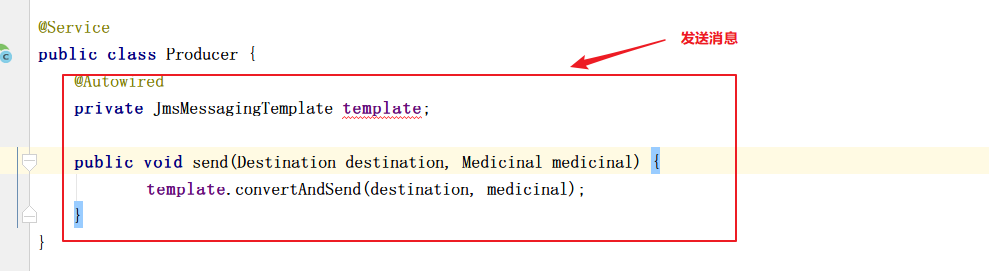 @Service
发送消息
public class Producer {
@Autowired
private JmsMessagingTemplate template;
public void send(Destination destination, Medicinal medicinal) {
template.convertAndSend(destination, medicinal);
}
}